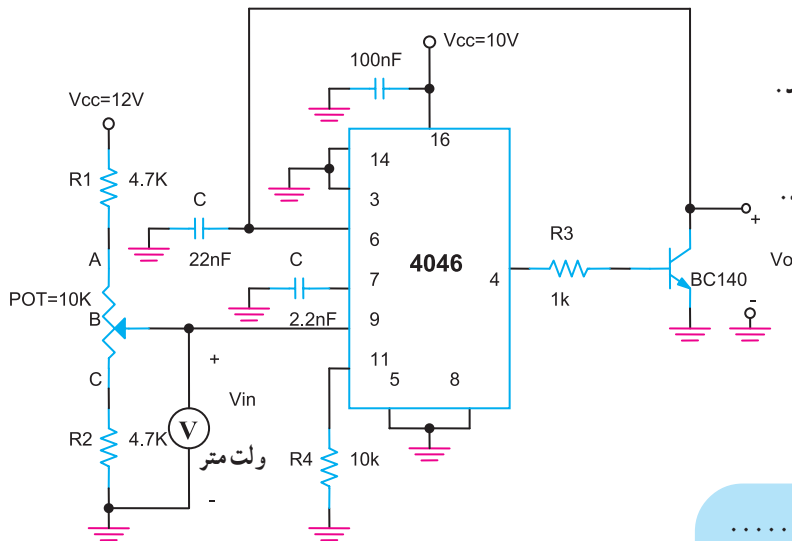 Vcc=10V
100nF
Vcc=12V
16
14
R1 4.7K
3
C
R3
+
6
22nF
4046
A
C
7
4
Vo
BC140
POT=10K
B
1k
2.2nF
9
-
11
+
C
5 8
Vin
R2 4.7K
V
ولت متر
R4 10k
-